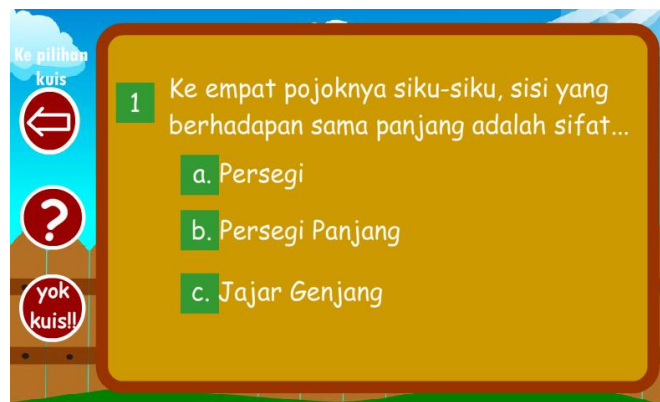 Ke pilihan
kuis
?
yok
kuis!!
1
Ke empat pojoknya siku-siku, sisi yang
berhadapan sama panjang adalah sifat...
a. Persegi
b. Persegi Panjang
c. Jajar Genjang